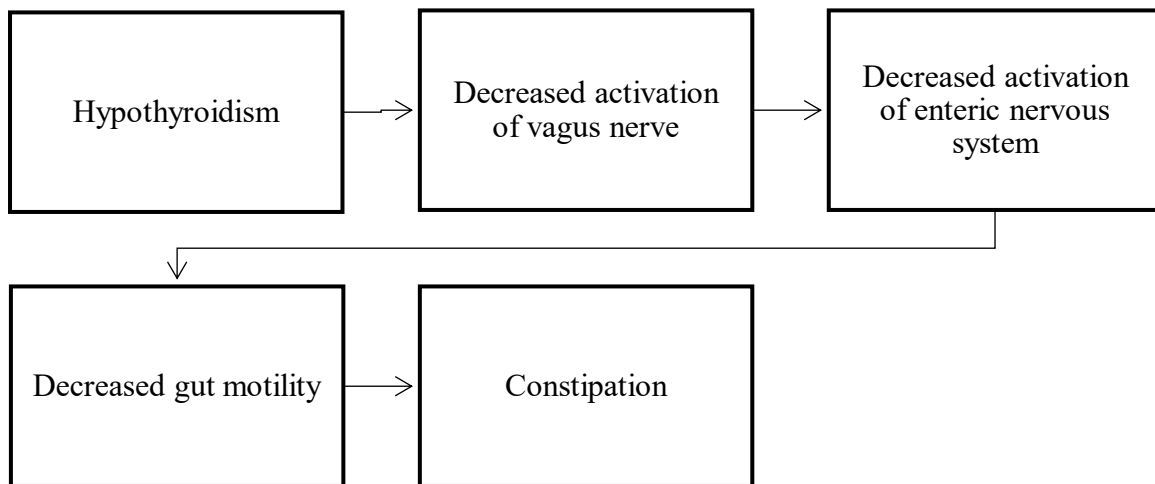 Hypothyroidism
Decreased activation
of vagus nerve
Decreased activation
of enteric nervous
system
Decreased gut motility
Constipation